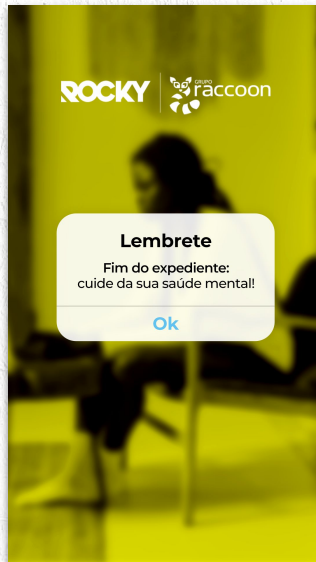 ROCKY
GRUPO
raccoon
Lembrete
Fim do expediente:
cuide da sua saúde mental!
Ok